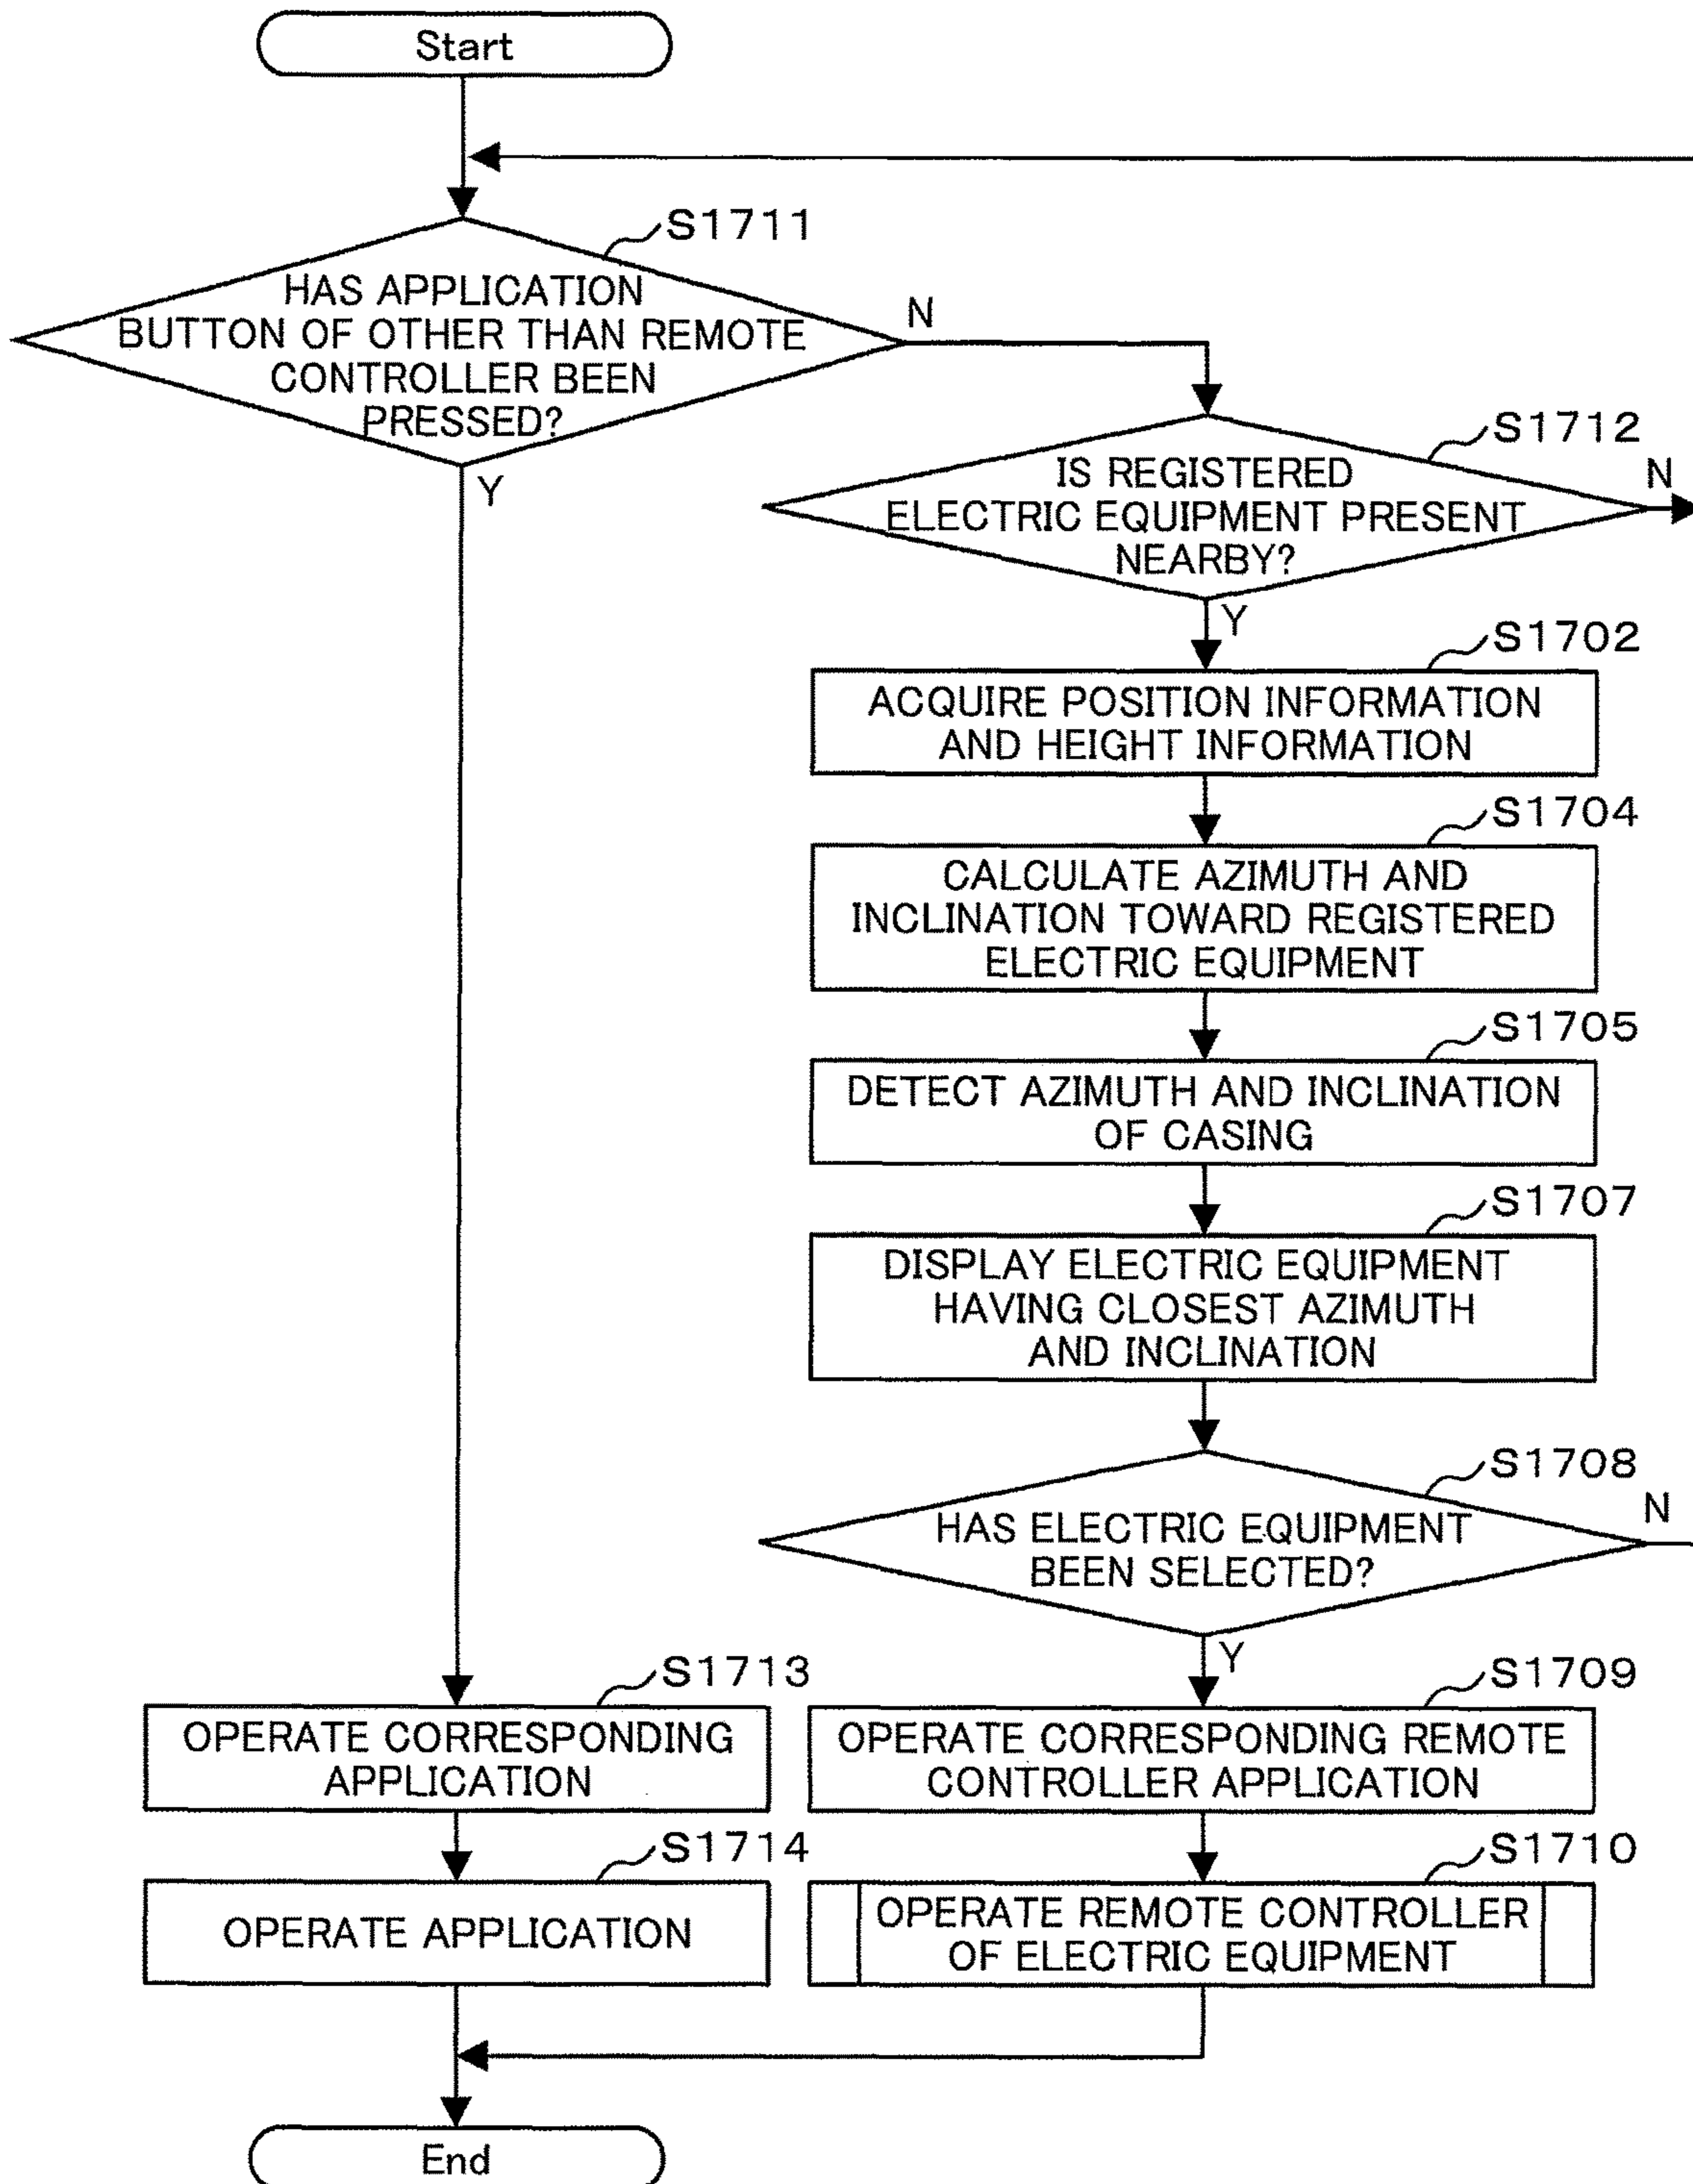 Start
S1711
HAS APPLICATION
BUTTON OF OTHER THAN REMOTE
CONTROLLER BEEN
PRESSED?
N
Y
S1712
IS REGISTERED
ELECTRIC EQUIPMENT PRESENT
NEARBY?
N
Y
S1702
ACQUIRE POSITION INFORMATION
AND HEIGHT INFORMATION
S1704
CALCULATE AZIMUTH AND
INCLINATION TOWARD REGISTERED
ELECTRIC EQUIPMENT
S1705
DETECT AZIMUTH AND INCLINATION
OF CASING
S1707
DISPLAY ELECTRIC EQUIPMENT
HAVING CLOSEST AZIMUTH
AND INCLINATION
S1708
HAS ELECTRIC EQUIPMENT
BEEN SELECTED?
N
Y
S1713
OPERATE CORRESPONDING
APPLICATION
S1709
OPERATE CORRESPONDING REMOTE
CONTROLLER APPLICATION
S1714
OPERATE APPLICATION
S1710
OPERATE REMOTE CONTROLLER
OF ELECTRIC EQUIPMENT
End